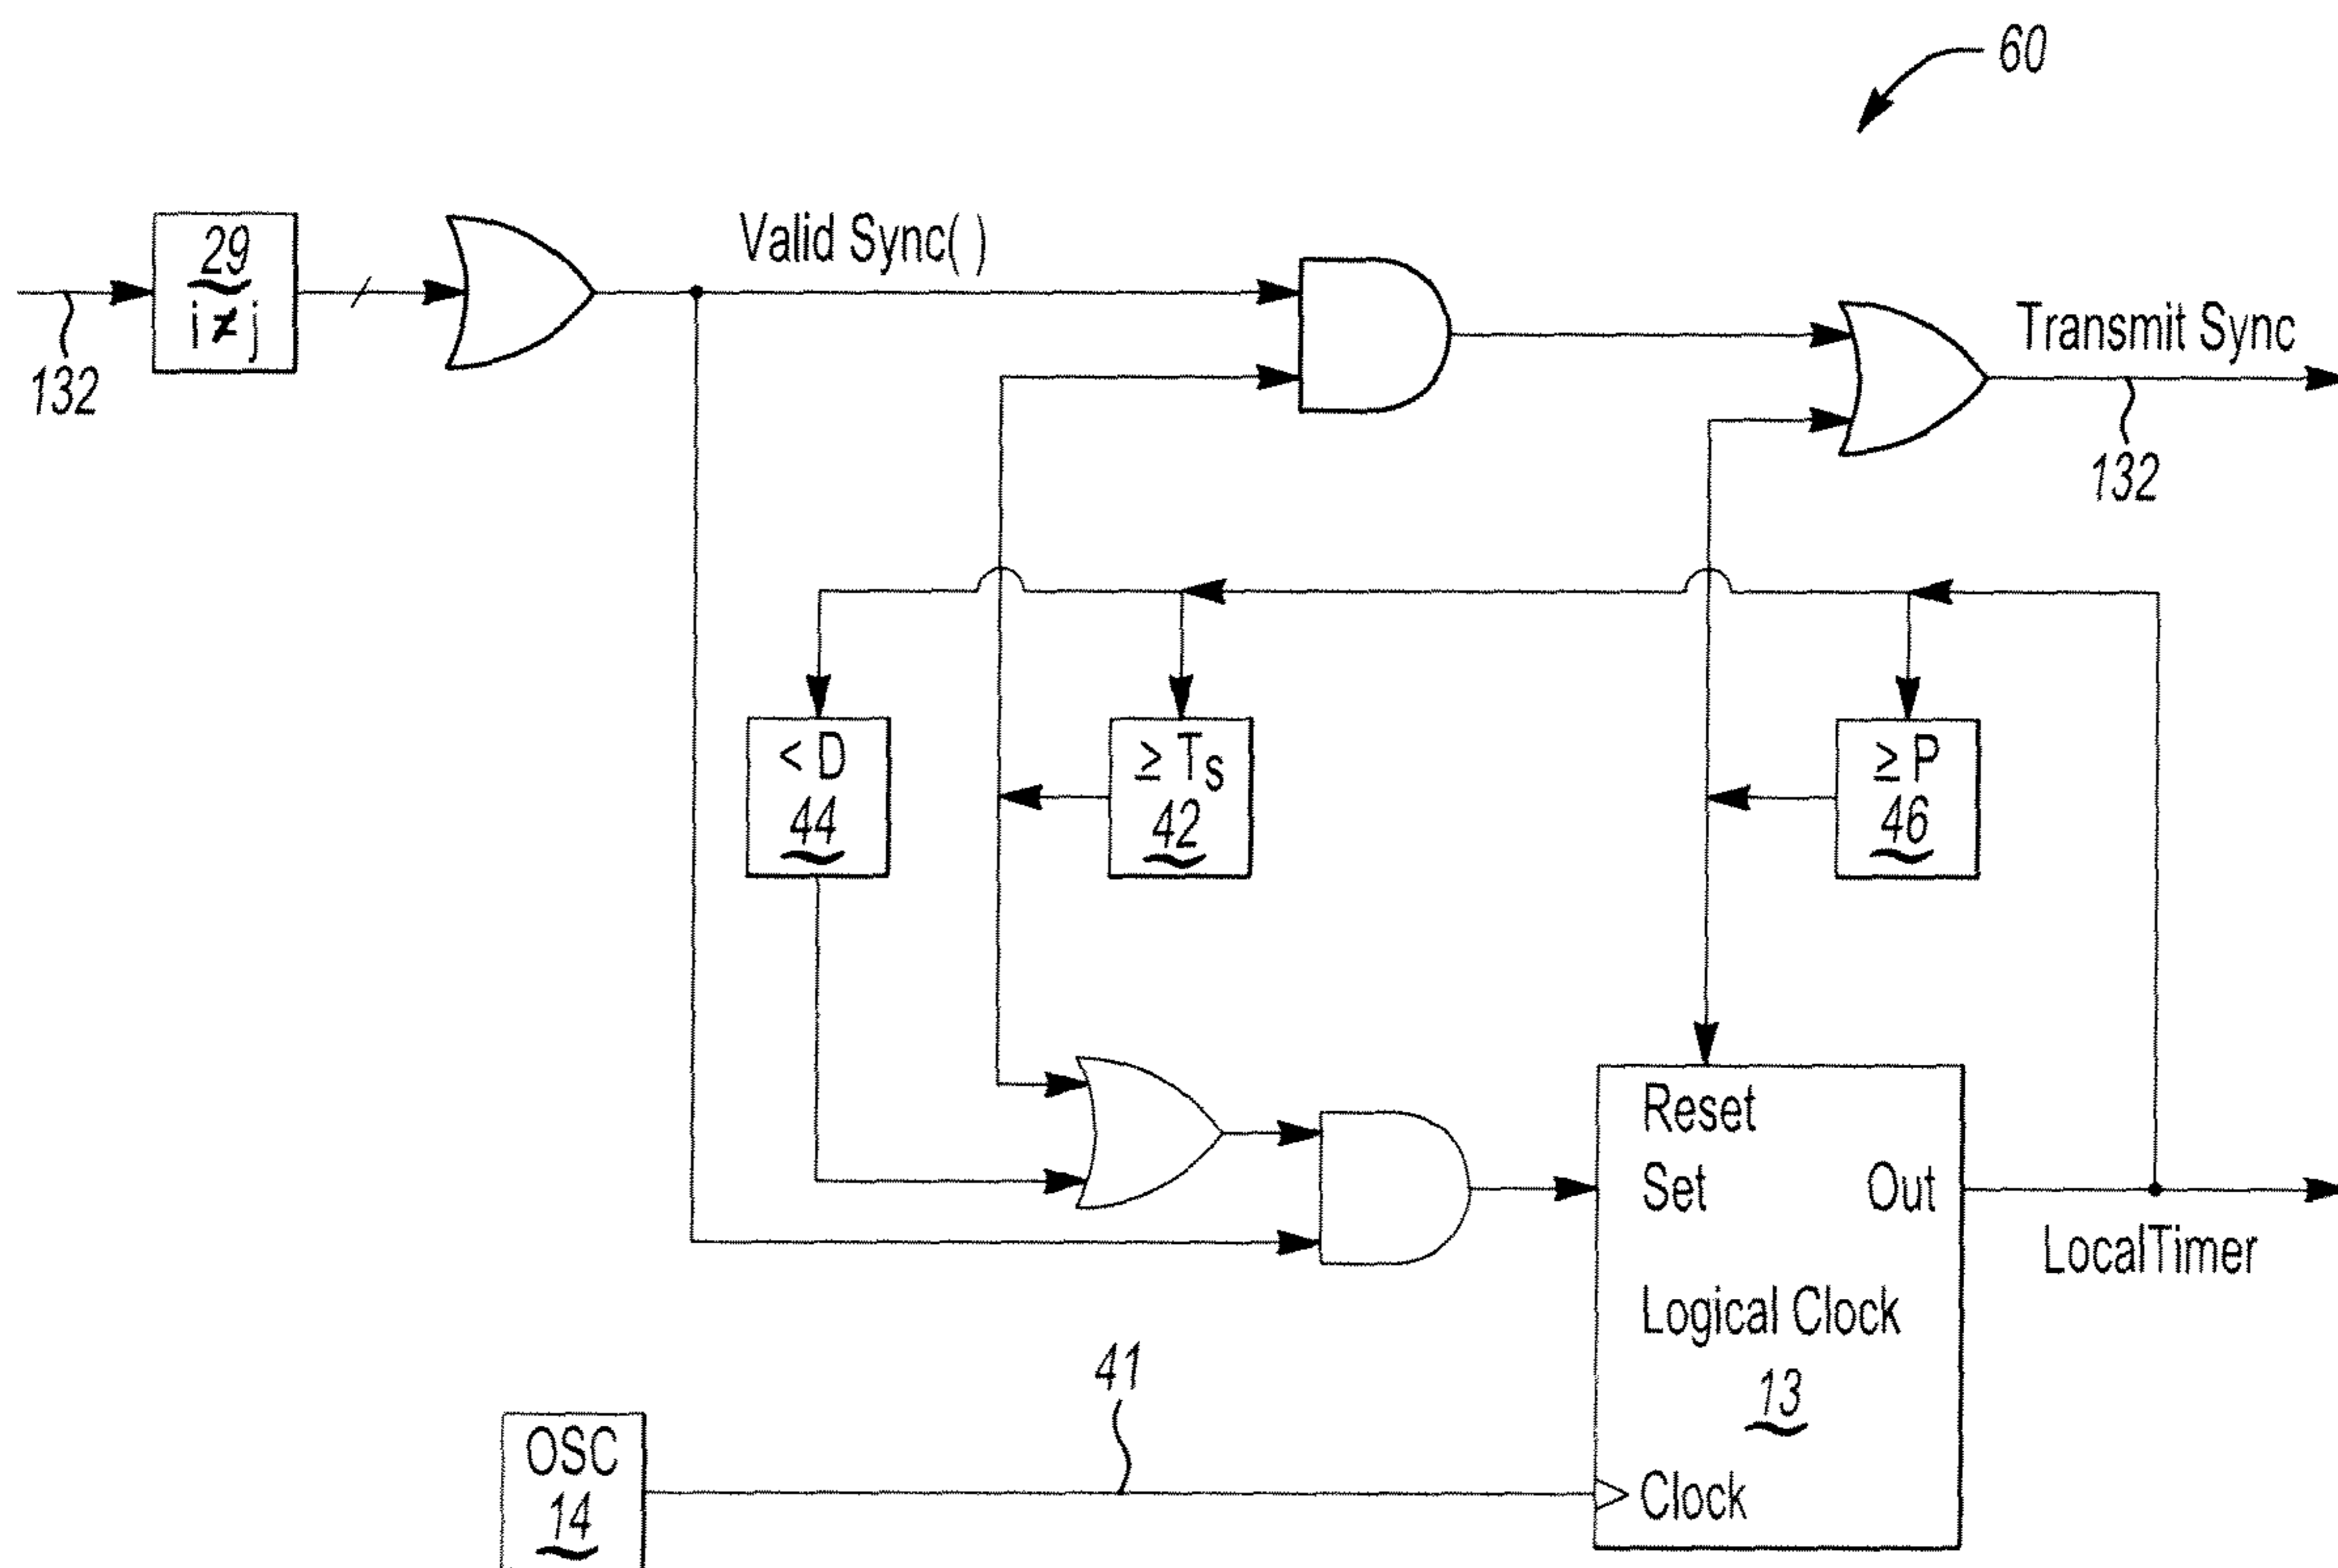 60
29
i ≠ j
132
Valid Sync( )
Transmit Sync
132
< D
44
≥ Ts
42
≥ P
46
Reset
Set
Out
LocalTimer
Logical Clock
13
Clock
41
OSC
14